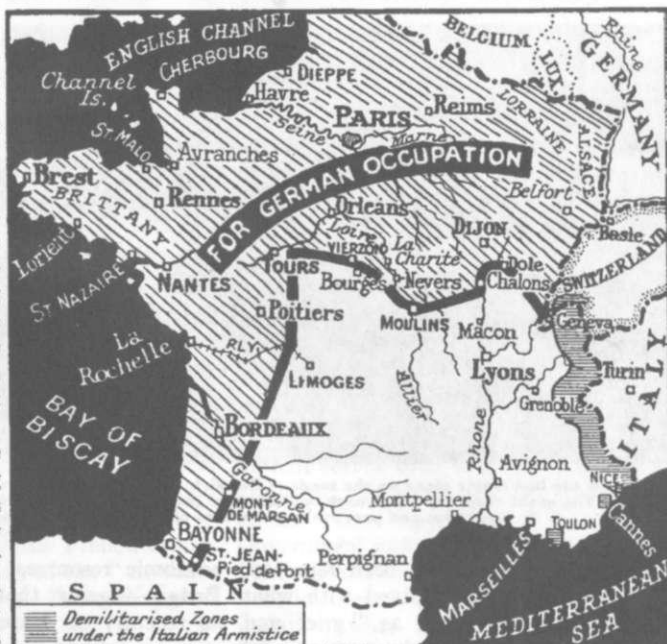 ENGLISH CHANNEL
CHERBOURG
Channel
Is.
DIEPPE
Havre
BELGIUM
LUX.
GERMANY
Rhine
Seine
PARIS
Marne
Reims
LORRAINE
ALSACE
ST MALO
Avranches
Brest
BRITTANY
Rennes
FOR GERMAN OCCUPATION
Belfort
Orléans
Lorient
Loire
VIERZON
La
Charité
DIJON
Basle
SWITZERLAND
ST NAZAIRE
NANTES
TOURS
Bourges
Nevers
Dole
Chalons
Geneva
Poitiers
MOULINS
Macon
La
Rochelle
RLY.
LIMOGES
Allier
Lyons
Turin
ITALY
Grenoble
BAY OF
BISCAY
BORDEAUX
Garonne
Rhone
Avignon
NICE
Cannes
MONT
DE MARSAN
Montpellier
TOULON
BAYONNE
ST. JEAN-
Pied-de-Pont
Perpignan
MARSEILLES
SPAIN
MEDITERRANEAN
SEA
Demilitarised Zones
under the Italian Armistice